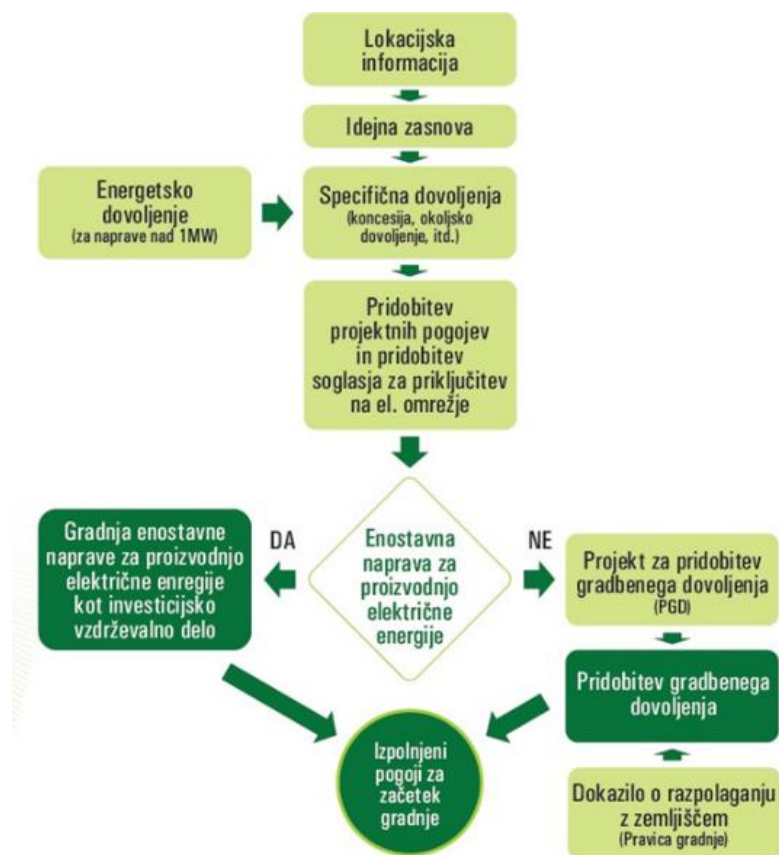 Lokacijska
informacija
Idejna zasnova
Energetsko
dovoljenje
(za naprave nad 1MW)
Specifična dovoljenja
(koncesija, okoljsko
dovoljenje, itd.)
Pridobitev
projektnih pogojev
in pridobitev
soglasja za priključitev
na el. omrežje
Gradnja enostavne
naprave za proizvodnjo
električne enregije
kot investicijsko
vzdrževalno delo
DA
Enostavna
naprava za
proizvodnjo
električne
energije
NE
Projekt za pridobitev
gradbenega dovoljenja
(PGD)
Pridobitev gradbenega
dovoljenja
Izpolnjeni
pogoji za
začetek
gradnje
Dokazilo o razpolaganju
z zemljiščem
(Pravica gradnje)